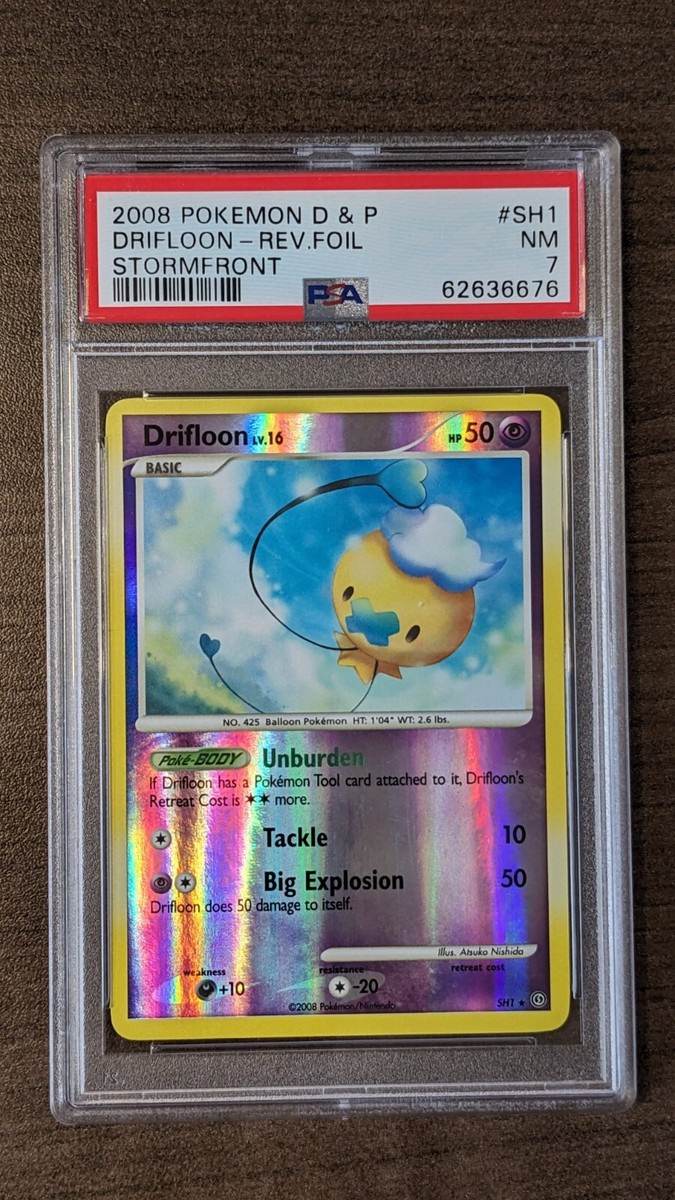 2008 POKEMON D & P #SH1
DRIFLOON – REV.FOIL NM
STORMFRONT 7
PSA 62636676
Drifloon LV.16 HP 50
BASIC
NO. 425 Balloon Pokémon HT: 1'04" WT: 2.6 lbs.
Poké-BODY Unburden
If Drifloon has a Pokémon Tool card attached to it, Drifloon's
Retreat Cost is ✶✶ more.
Tackle 10
Big Explosion 50
Drifloon does 50 damage to itself.
Illus. Atsuko Nishida
weakness resistance retreat cost
+10 -20
©2008 Pokémon/Nintendo SH1 ★